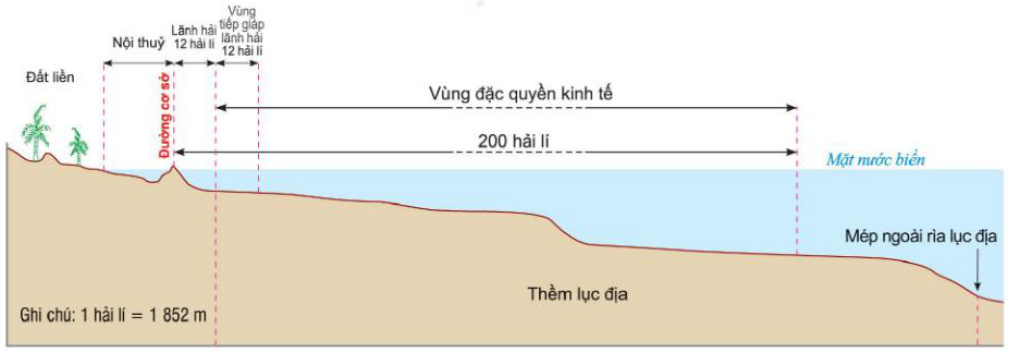 Vùng
tiếp giáp
lãnh hải
12 hải lí
Lãnh hải
12 hải lí
Nội thuỷ
Đất liền
Đường cơ sở
Vùng đặc quyền kinh tế
200 hải lí
Mặt nước biển
Mép ngoài rìa lục địa
Thềm lục địa
Ghi chú: 1 hải lí = 1 852 m